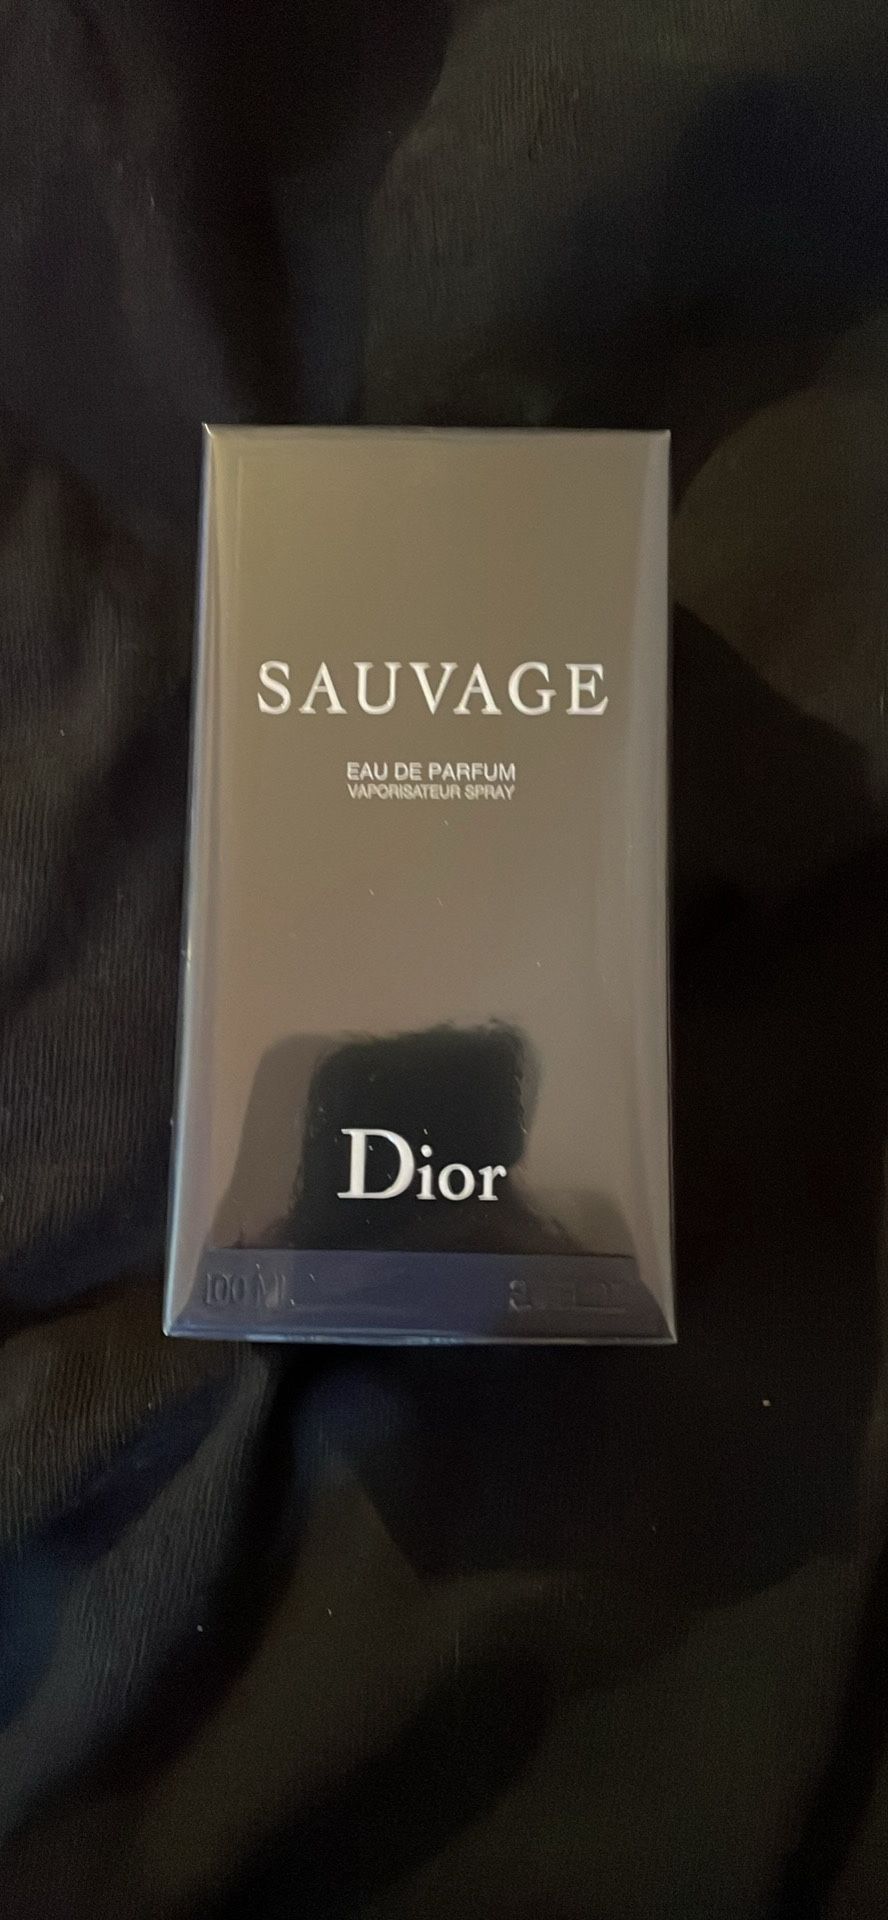 SAUVAGE
EAU DE PARFUM
VAPORISATEUR SPRAY
Dior
100 ML